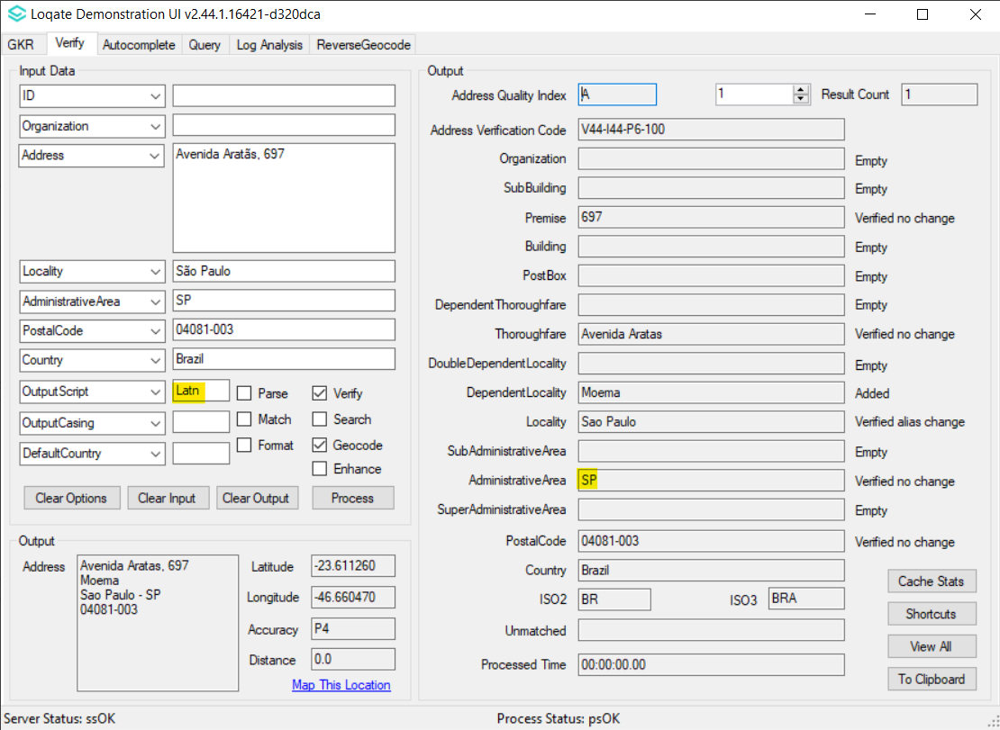 Loqate Demonstration UI v2.44.1.16421-d320dca
GKR Verify Autocomplete Query Log Analysis ReverseGeocode
Input Data
ID
Organization
Address Avenida Aratãs, 697
Locality São Paulo
AdministrativeArea SP
PostalCode 04081-003
Country Brazil
OutputScript Latn Parse Verify
OutputCasing Match Search
DefaultCountry Format Geocode
Enhance
Clear Options Clear Input Clear Output Process
Output
Address
Avenida Aratas, 697
Moema
Sao Paulo - SP
04081-003
Latitude -23.611260
Longitude -46.660470
Accuracy P4
Distance 0.0
Map This Location
Output
Address Quality Index A 1 Result Count 1
Address Verification Code V44-I44-P6-100
Organization Empty
SubBuilding Empty
Premise 697 Verified no change
Building Empty
PostBox Empty
DependentThoroughfare Empty
Thoroughfare Avenida Aratas Verified no change
DoubleDependentLocality Empty
DependentLocality Moema Added
Locality Sao Paulo Verified alias change
SubAdministrativeArea Empty
AdministrativeArea SP Verified no change
SuperAdministrativeArea Empty
PostalCode 04081-003 Verified no change
Country Brazil
ISO2 BR ISO3 BRA
Unmatched
Processed Time 00:00:00.00
Cache Stats
Shortcuts
View All
To Clipboard
Server Status: ssOK Process Status: psOK